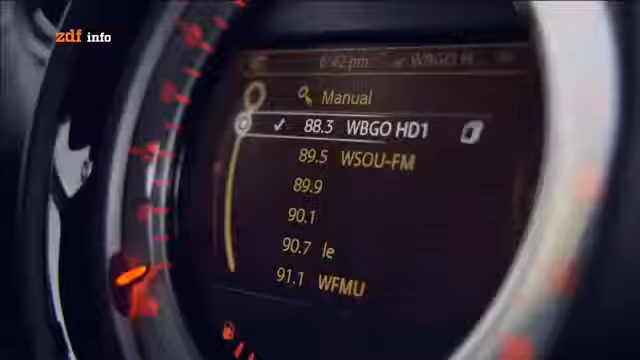 zdf info
6:42 pm ✓ WBGO H
Manual
✓ 88.3 WBGO HD1
89.5 WSOU-FM
89.9
90.1
90.7 le
91.1 WFMU